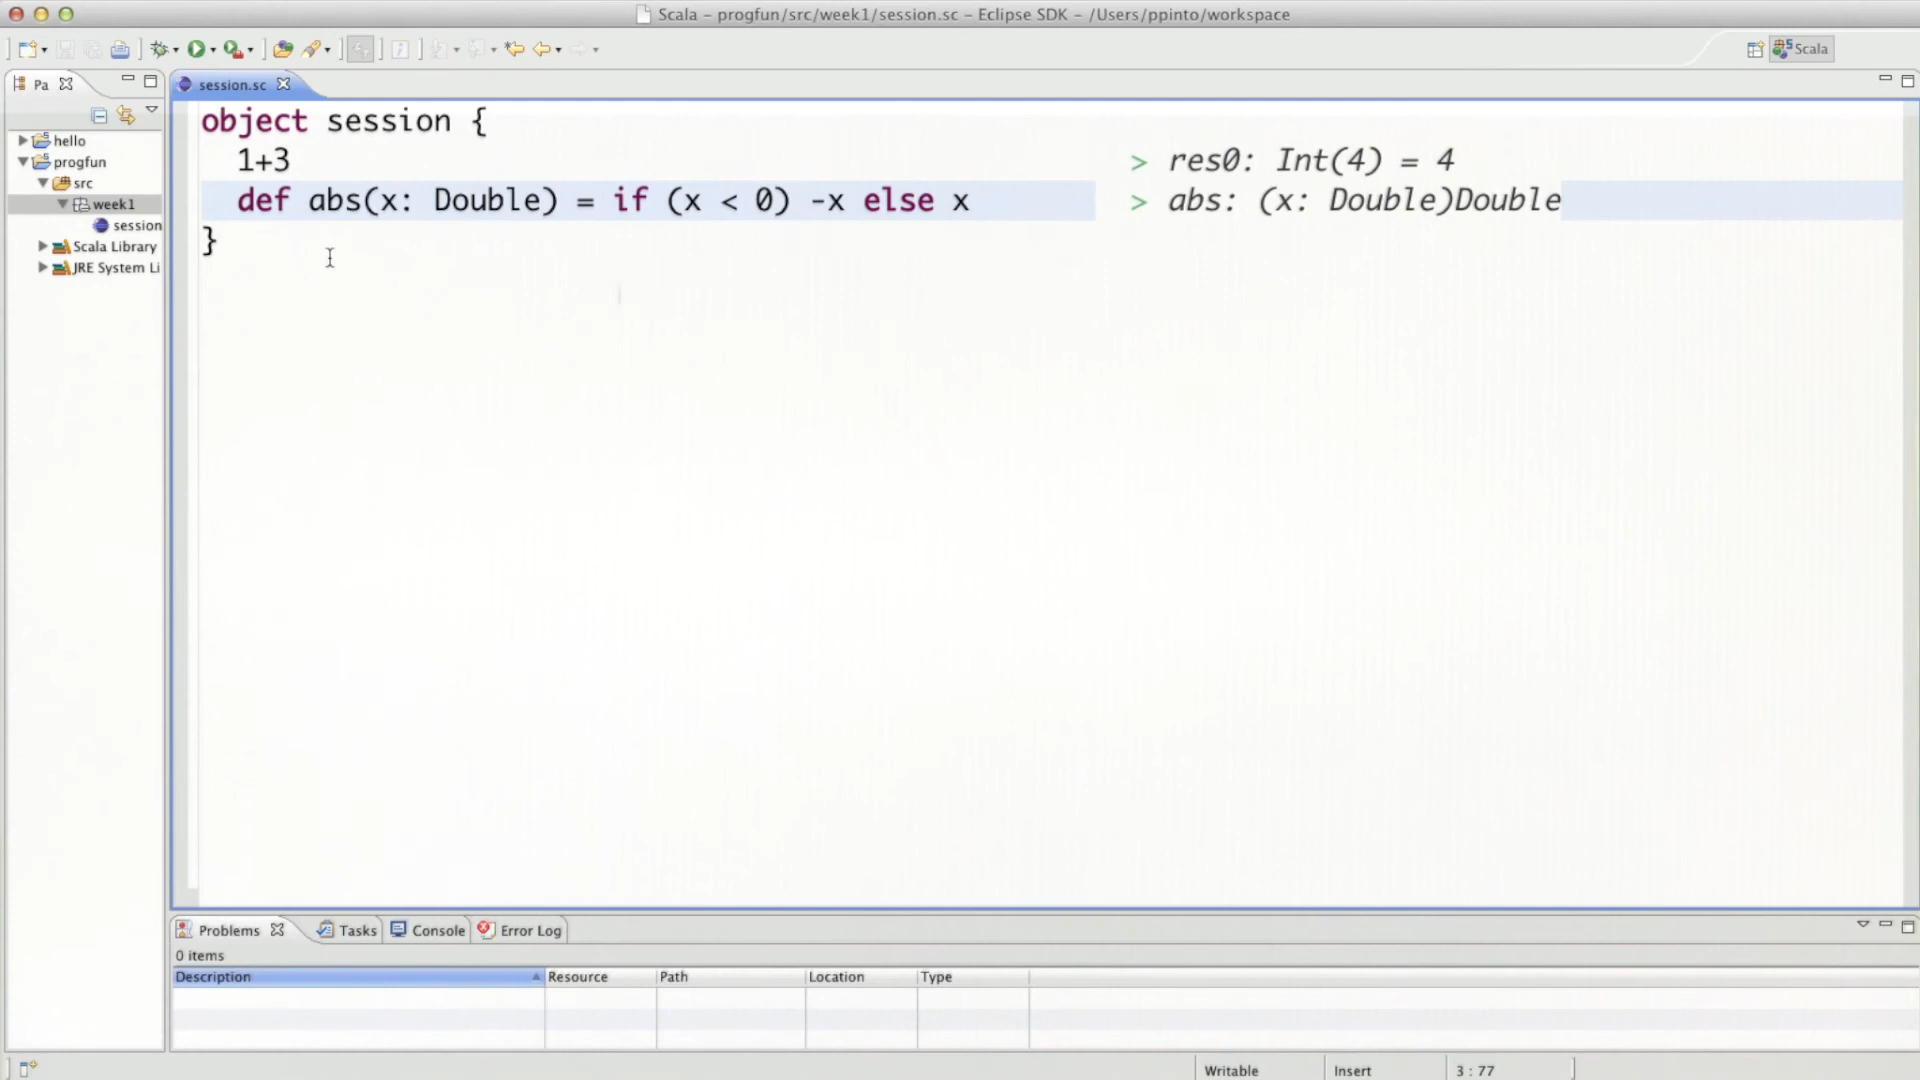 Scala – progfun/src/week1/session.sc – Eclipse SDK – /Users/ppinto/workspace
Scala
Pa
session.sc
hello
progfun
src
week1
session
Scala Library
JRE System Li
object session {
1+3 > res0: Int(4) = 4
def abs(x: Double) = if (x < 0) -x else x > abs: (x: Double)Double
}
Problems Tasks Console Error Log
0 items
Description Resource Path Location Type
Writable Insert 3 : 77